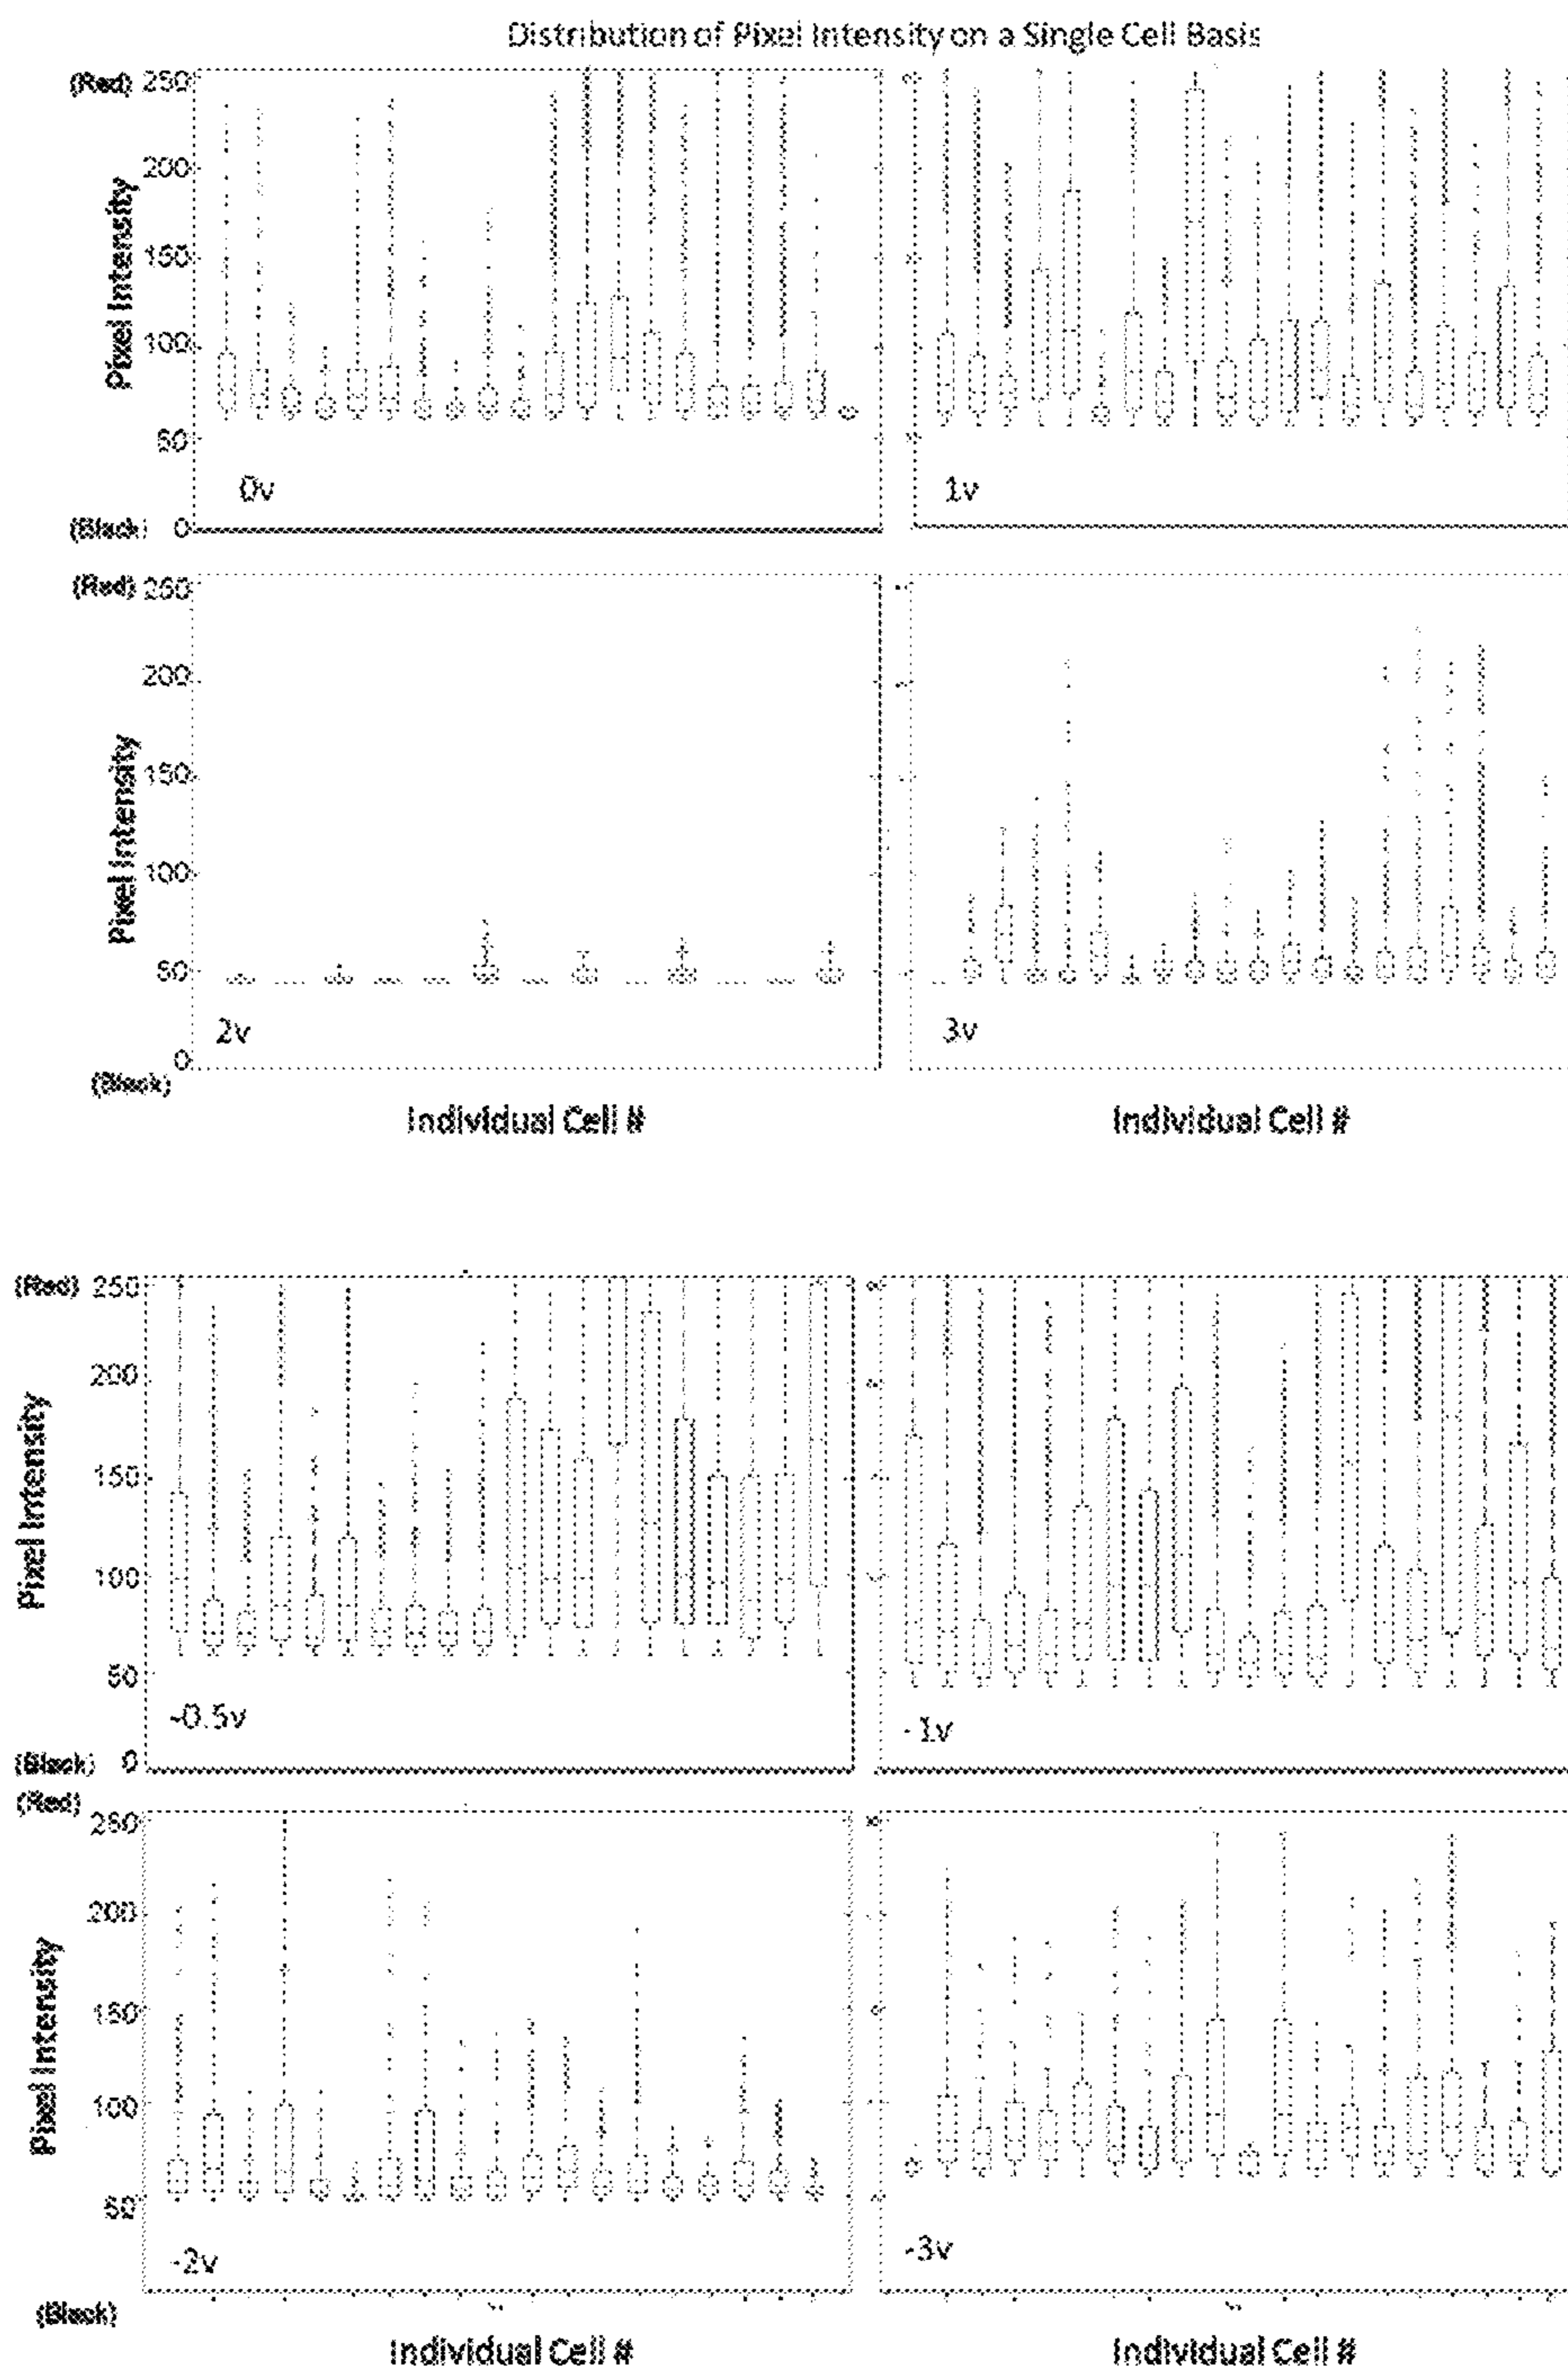 Distribution of Pixel Intensity on a Single Cell Basis
(Red) 250
200
Pixel Intensity
150
100
50
0v
1v
(Black) 0
(Red) 250
200
Pixel Intensity
150
100
50
2v
3v
0
(Black)
Individual Cell #
Individual Cell #
(Red) 250
200
Pixel Intensity
150
100
50
-0.5v
-1v
(Black) 0
(Red)
250
200
Pixel Intensity
150
100
50
-2v
-3v
(Black)
Individual Cell #
Individual Cell #